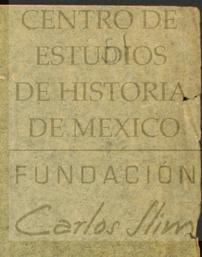 CENTRO DE
ESTUDIOS
DE HISTORIA
DE MEXICO
FUNDACIÓN
Carlos Slim